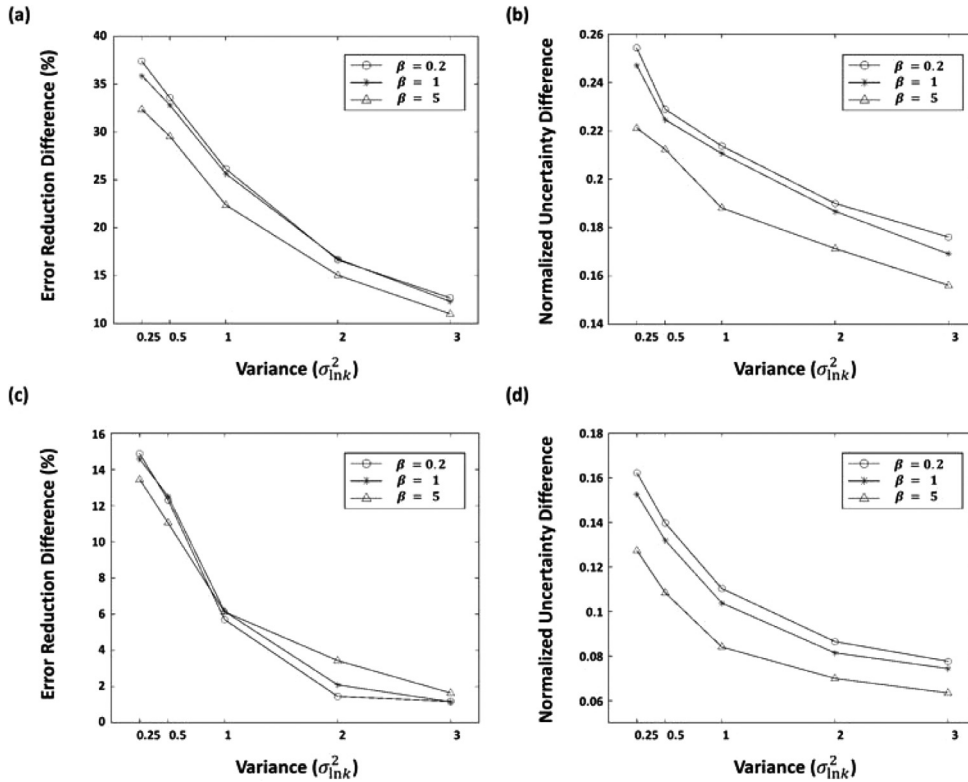 (a)
Error Reduction Difference (%)
40
35
30
25
20
15
10
0.25 0.5 1 2 3
Variance (σ²lnk)
β = 0.2
β = 1
β = 5
(b)
Normalized Uncertainty Difference
0.26
0.24
0.22
0.2
0.18
0.16
0.14
0.25 0.5 1 2 3
Variance (σ²lnk)
β = 0.2
β = 1
β = 5
(c)
Error Reduction Difference (%)
16
14
12
10
8
6
4
2
0
0.25 0.5 1 2 3
Variance (σ²lnk)
β = 0.2
β = 1
β = 5
(d)
Normalized Uncertainty Difference
0.18
0.16
0.14
0.12
0.1
0.08
0.06
0.25 0.5 1 2 3
Variance (σ²lnk)
β = 0.2
β = 1
β = 5